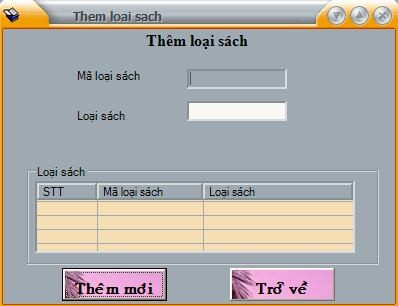 Them loai sach
Thêm loại sách
Mã loại sách
Loại sách
Loại sách
STT Mã loại sách Loại sách
Thêm mới Trở về